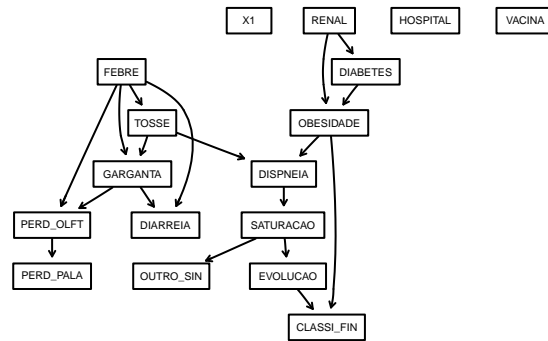 X1 RENAL HOSPITAL VACINA
FEBRE DIABETES
TOSSE OBESIDADE
GARGANTA DISPNEIA
PERD_OLFT DIARREIA SATURACAO
PERD_PALA OUTRO_SIN EVOLUCAO
CLASSI_FIN